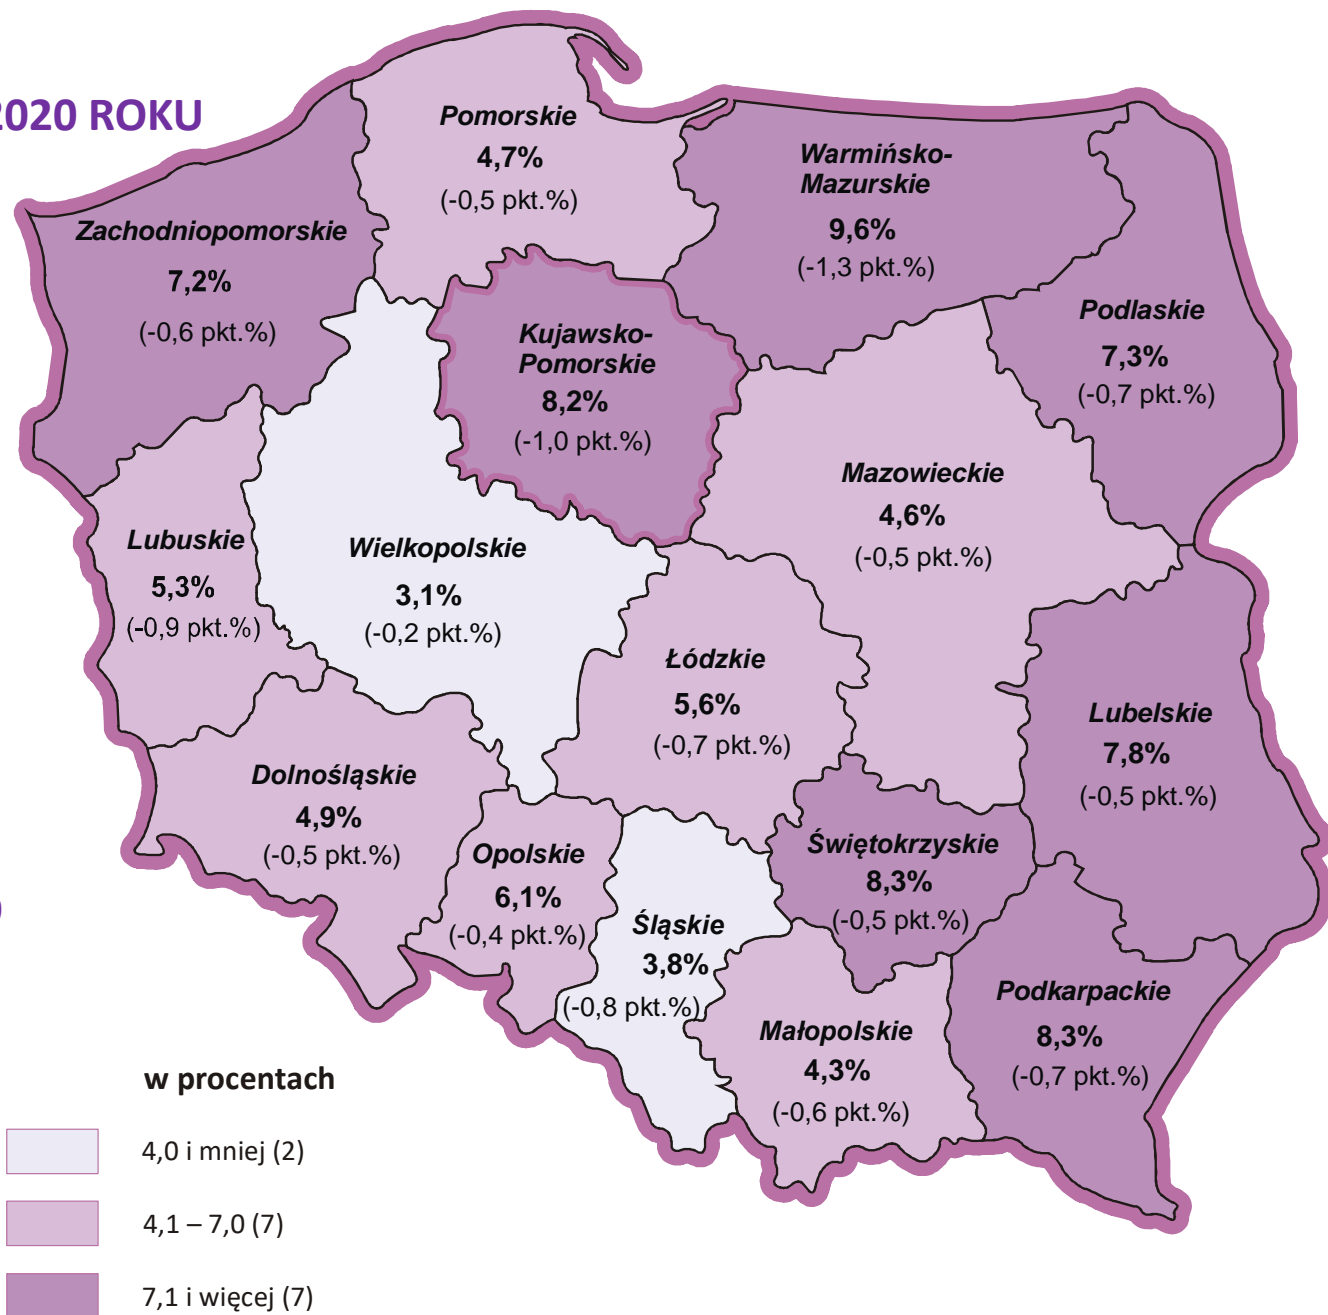 2020 ROKU
Pomorskie
4,7%
(-0,5 pkt.%)
Warmińsko-
Mazurskie
9,6%
(-1,3 pkt.%)
Zachodniopomorskie
7,2%
(-0,6 pkt.%)
Podlaskie
7,3%
(-0,7 pkt.%)
Kujawsko-
Pomorskie
8,2%
(-1,0 pkt.%)
Mazowieckie
4,6%
(-0,5 pkt.%)
Lubuskie
5,3%
(-0,9 pkt.%)
Wielkopolskie
3,1%
(-0,2 pkt.%)
Łódzkie
5,6%
(-0,7 pkt.%)
Lubelskie
7,8%
(-0,5 pkt.%)
Dolnośląskie
4,9%
(-0,5 pkt.%)
Opolskie
6,1%
(-0,4 pkt.%)
Świętokrzyskie
8,3%
(-0,5 pkt.%)
Śląskie
3,8%
(-0,8 pkt.%)
Małopolskie
4,3%
(-0,6 pkt.%)
Podkarpackie
8,3%
(-0,7 pkt.%)
w procentach
4,0 i mniej (2)
4,1 – 7,0 (7)
7,1 i więcej (7)